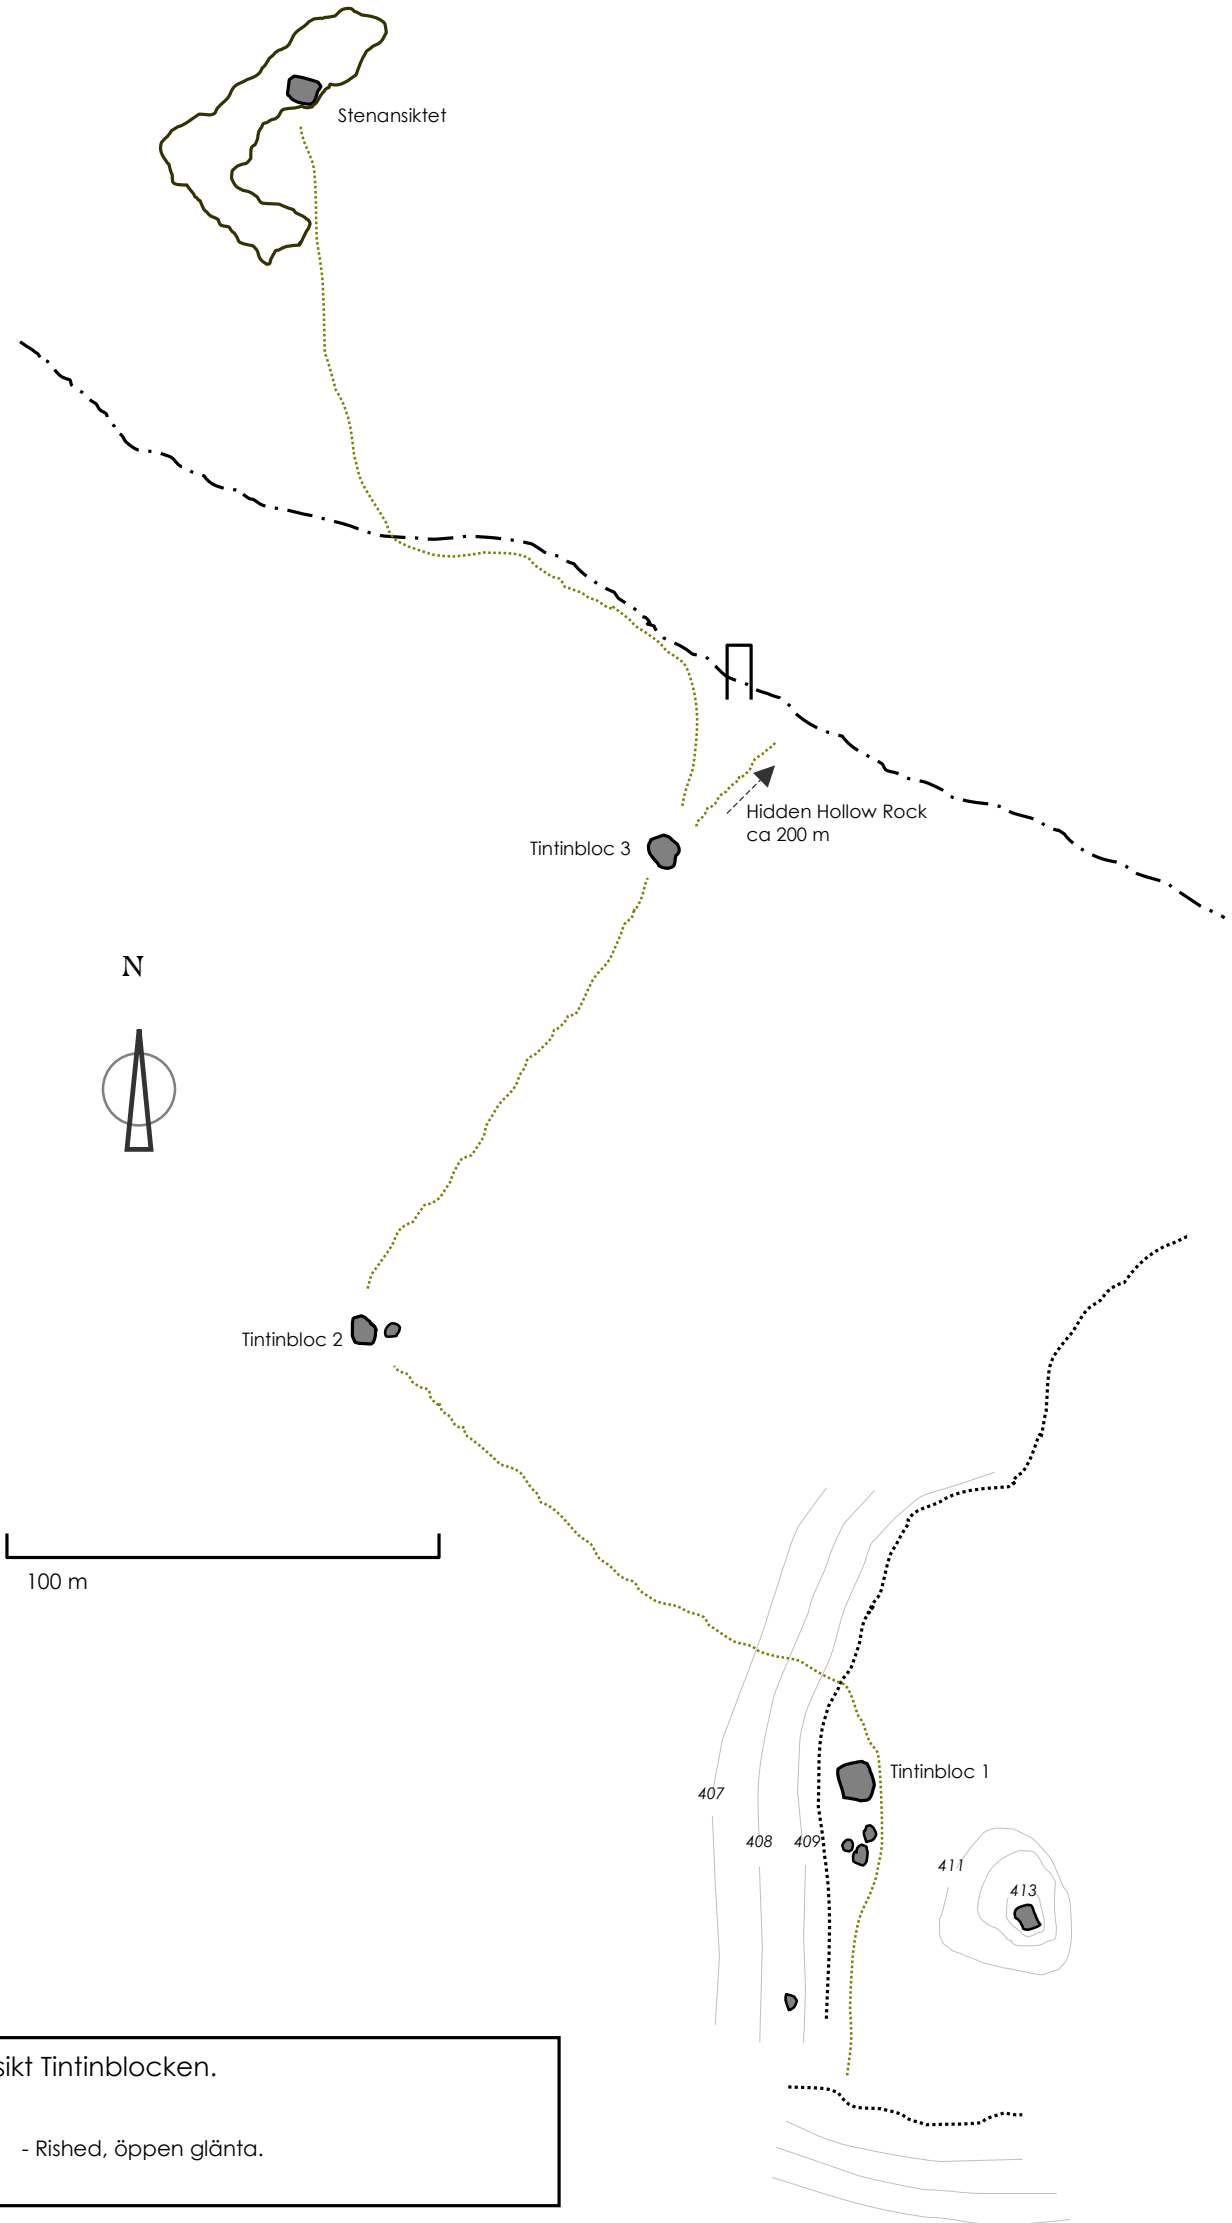 Stenansiktet
Hidden Hollow Rock
ca 200 m
Tintinbloc 3
N
Tintinbloc 2
100 m
Tintinbloc 1
407
408
409
411
413
Tintinblocken.
- Rished, öppen glänta.